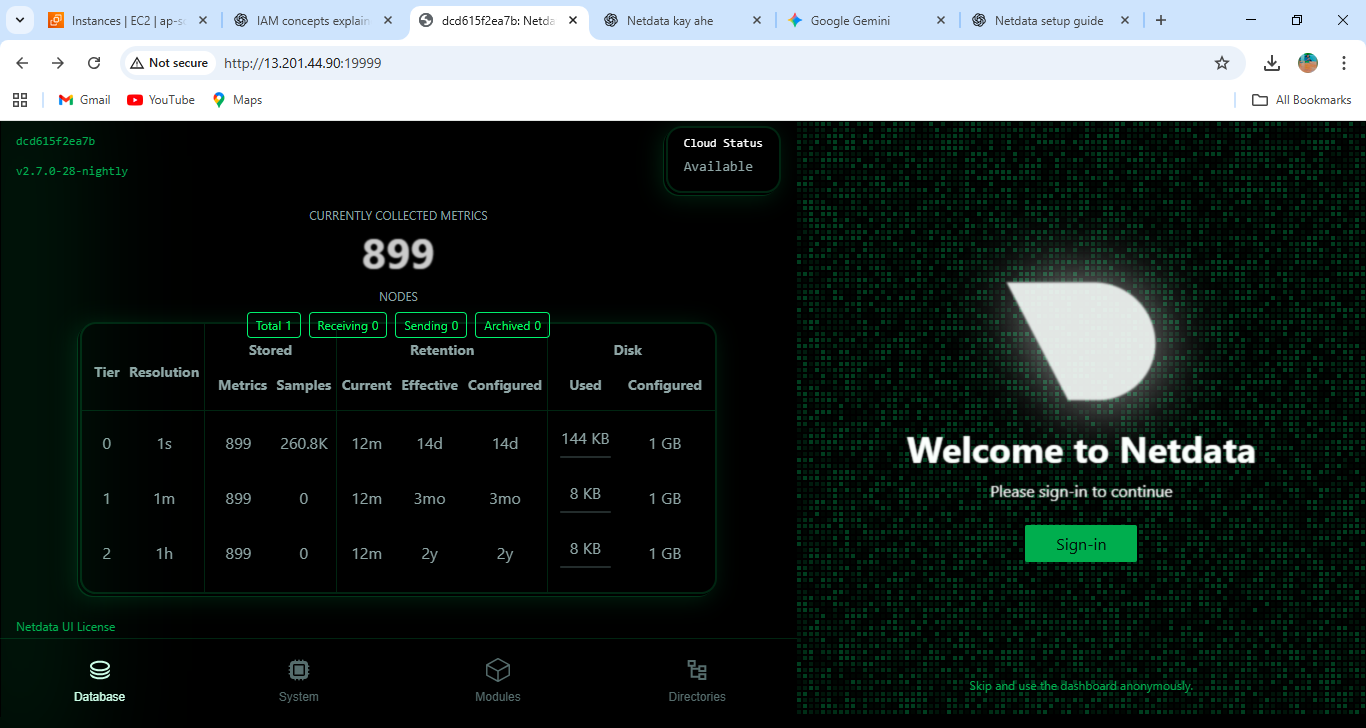 Instances | EC2 | ap-so
IAM concepts explain
dcd615f2ea7b: Netda
Netdata kay ahe
Google Gemini
Netdata setup guide
Not secure
http://13.201.44.90:19999
Gmail
YouTube
Maps
All Bookmarks
dcd615f2ea7b
v2.7.0-28-nightly
Cloud Status
Available
CURRENTLY COLLECTED METRICS
899
NODES
Total 1 Receiving 0 Sending 0 Archived 0
Stored Retention Disk
Tier Resolution Metrics Samples Current Effective Configured Used Configured
0 1s 899 260.8K 12m 14d 14d 144 KB 1 GB
1 1m 899 0 12m 3mo 3mo 8 KB 1 GB
2 1h 899 0 12m 2y 2y 8 KB 1 GB
Netdata UI License
Database System Modules Directories
Welcome to Netdata
Please sign-in to continue
Sign-in
Skip and use the dashboard anonymously.